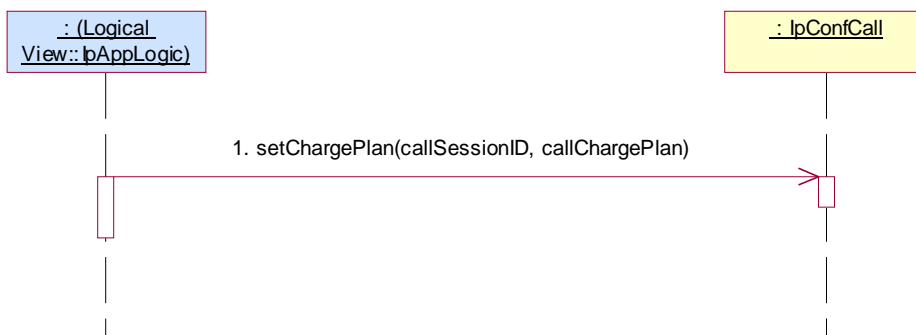 : (Logical
View::IpAppLogic)
: IpConfCall
1. setChargePlan(callSessionID, callChargePlan)